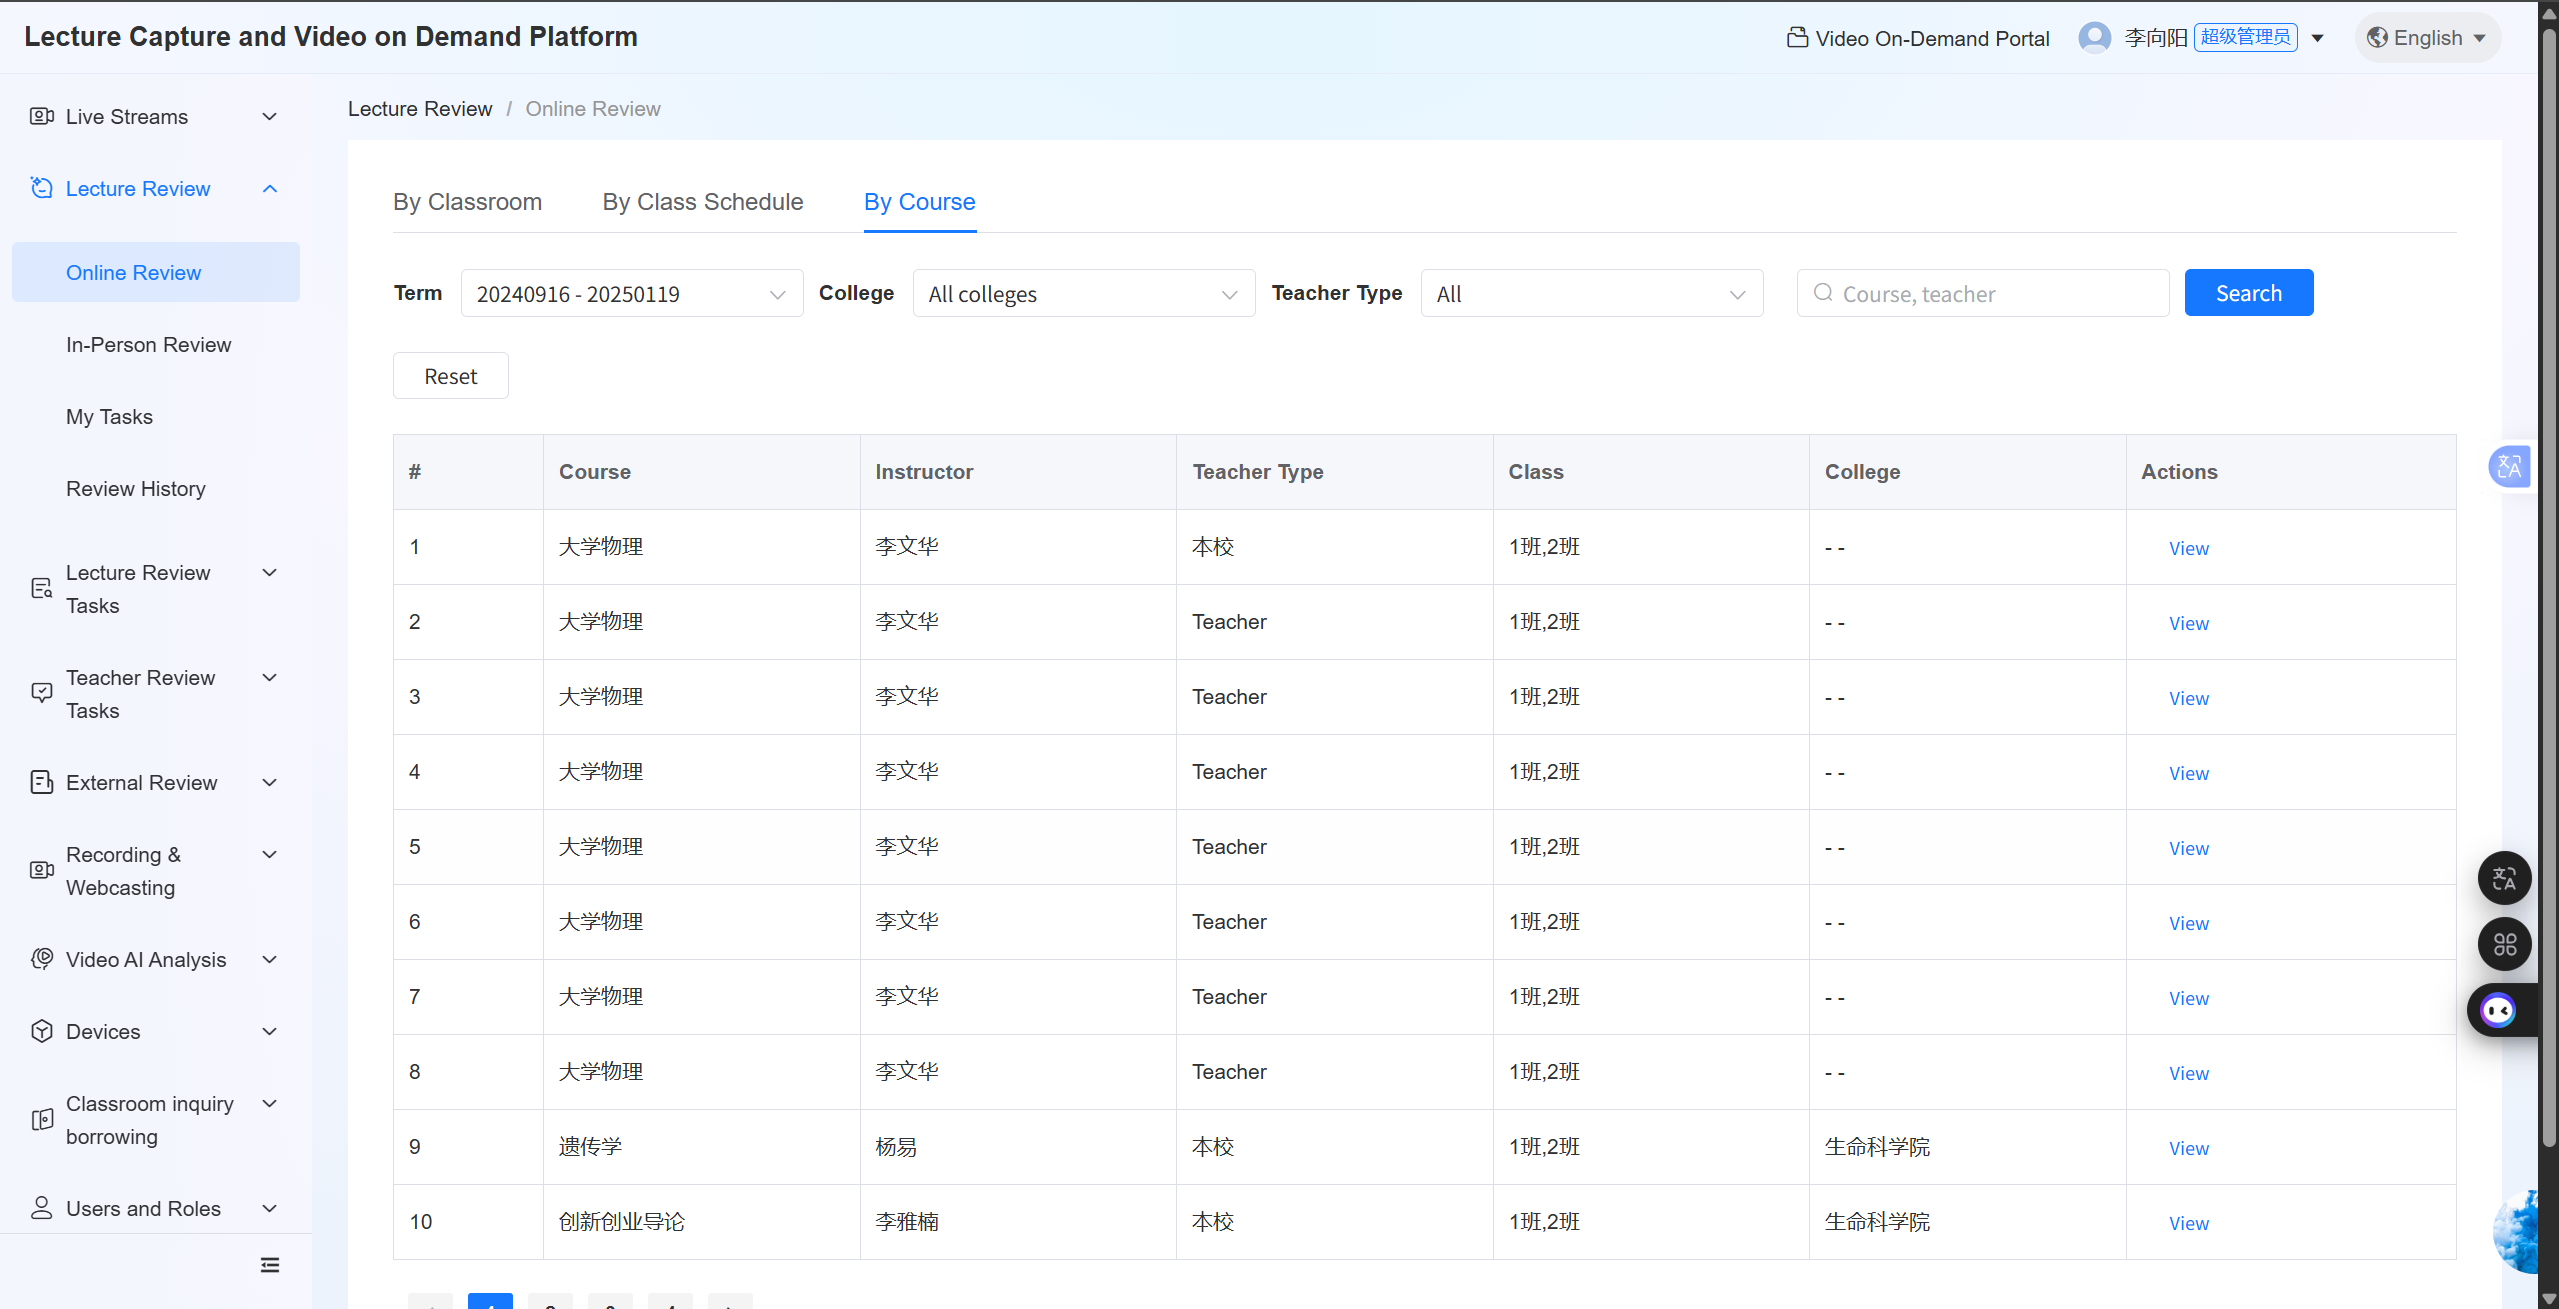 Lecture Capture and Video on Demand Platform
Video On-Demand Portal
李向阳 超级管理员
English
Live Streams
Lecture Review
Online Review
In-Person Review
My Tasks
Review History
Lecture Review
Tasks
Teacher Review
Tasks
External Review
Recording &
Webcasting
Video AI Analysis
Devices
Classroom inquiry
borrowing
Users and Roles
Lecture Review / Online Review
By Classroom By Class Schedule By Course
Term 20240916 - 20250119 College All colleges Teacher Type All Course, teacher Search
Reset
# Course Instructor Teacher Type Class College Actions
1 大学物理 李文华 本校 1班,2班 - - View
2 大学物理 李文华 Teacher 1班,2班 - - View
3 大学物理 李文华 Teacher 1班,2班 - - View
4 大学物理 李文华 Teacher 1班,2班 - - View
5 大学物理 李文华 Teacher 1班,2班 - - View
6 大学物理 李文华 Teacher 1班,2班 - - View
7 大学物理 李文华 Teacher 1班,2班 - - View
8 大学物理 李文华 Teacher 1班,2班 - - View
9 遗传学 杨易 本校 1班,2班 生命科学院 View
10 创新创业导论 李雅楠 本校 1班,2班 生命科学院 View